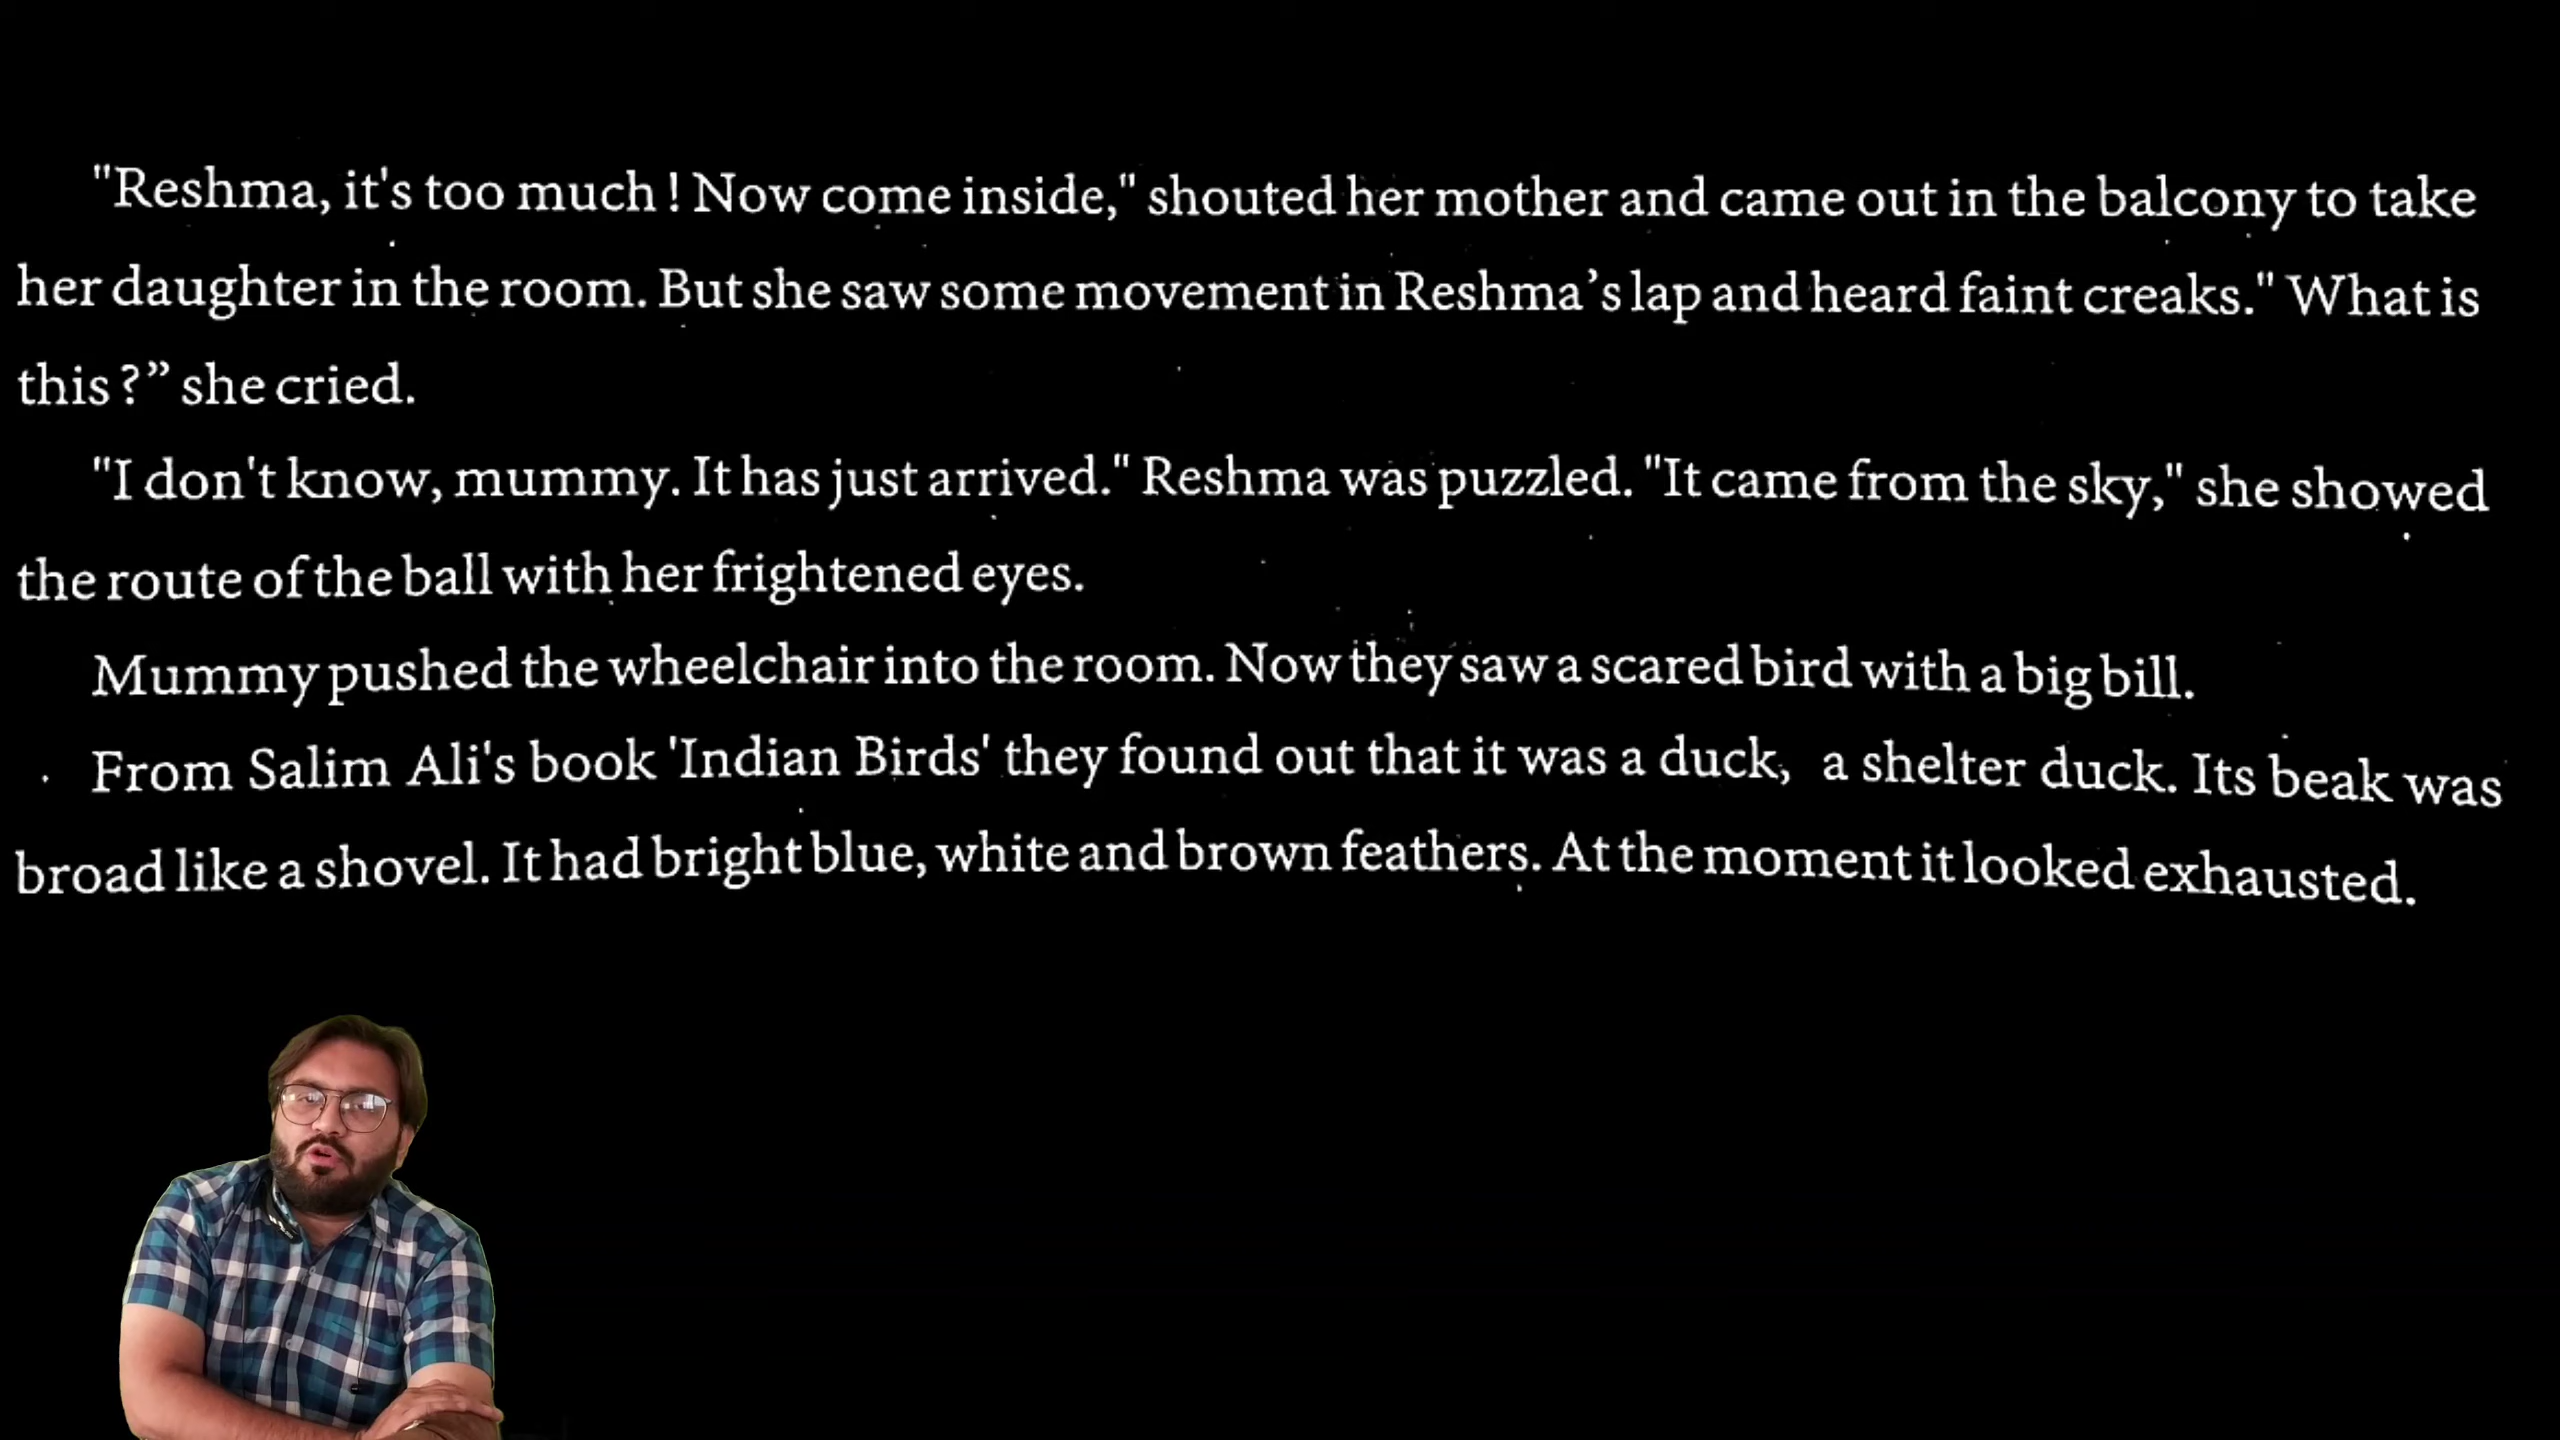 "Reshma, it's too much ! Now come inside," shouted her mother and came out in the balcony to take
her daughter in the room. But she saw some movement in Reshma’s lap and heard faint creaks." What is
this ?” she cried.
"I don't know, mummy. It has just arrived." Reshma was puzzled. "It came from the sky," she showed
the route of the ball with her frightened eyes.
Mummy pushed the wheelchair into the room. Now they saw a scared bird with a big bill.
From Salim Ali's book 'Indian Birds' they found out that it was a duck, a shelter duck. Its beak was
broad like a shovel. It had bright blue, white and brown feathers. At the moment it looked exhausted.